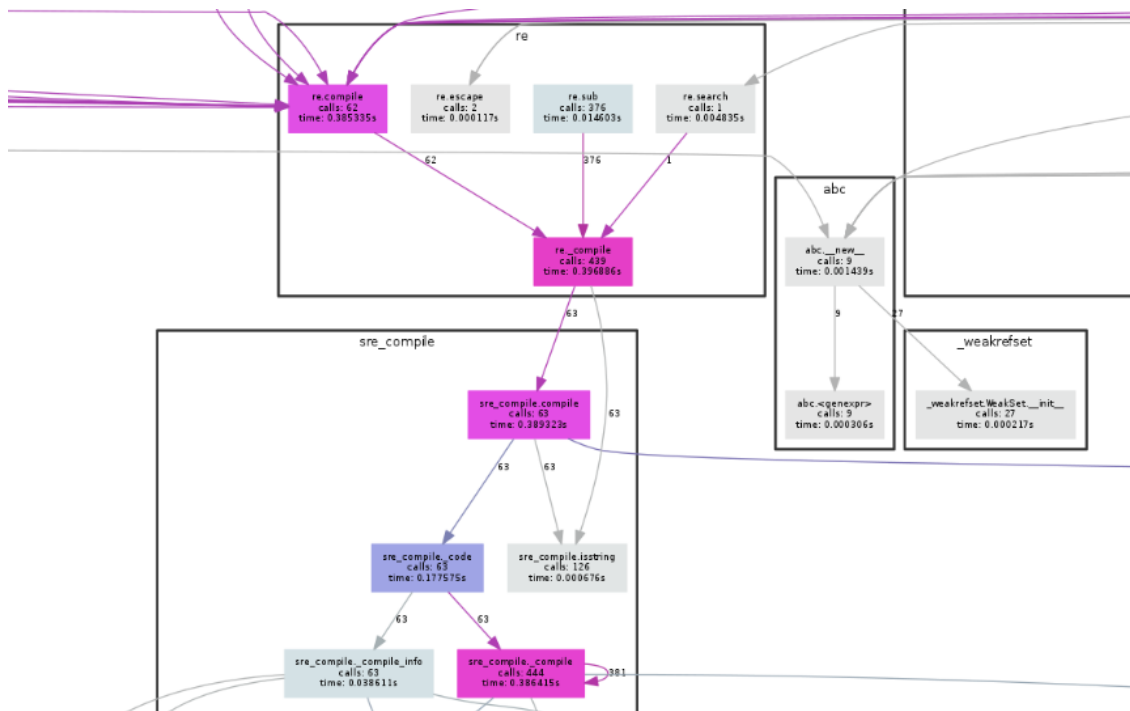 re
re.compile
calls: 62
time: 0.385335s
re.escape
calls: 2
time: 0.000117s
re.sub
calls: 376
time: 0.014603s
re.search
calls: 1
time: 0.004835s
62
376
1
abc
re._compile
calls: 439
time: 0.396886s
abc.__new__
calls: 9
time: 0.001439s
63
9
27
sre_compile
_weakrefset
sre_compile.compile
calls: 63
time: 0.389323s
63
abc.<genexpr>
calls: 9
time: 0.000306s
_weakrefset.WeakSet.__init__
calls: 27
time: 0.000217s
63
63
sre_compile._code
calls: 63
time: 0.177575s
sre_compile.isstring
calls: 126
time: 0.000676s
63
63
sre_compile._compile_info
calls: 63
time: 0.038611s
sre_compile._compile
calls: 444
time: 0.386415s
381